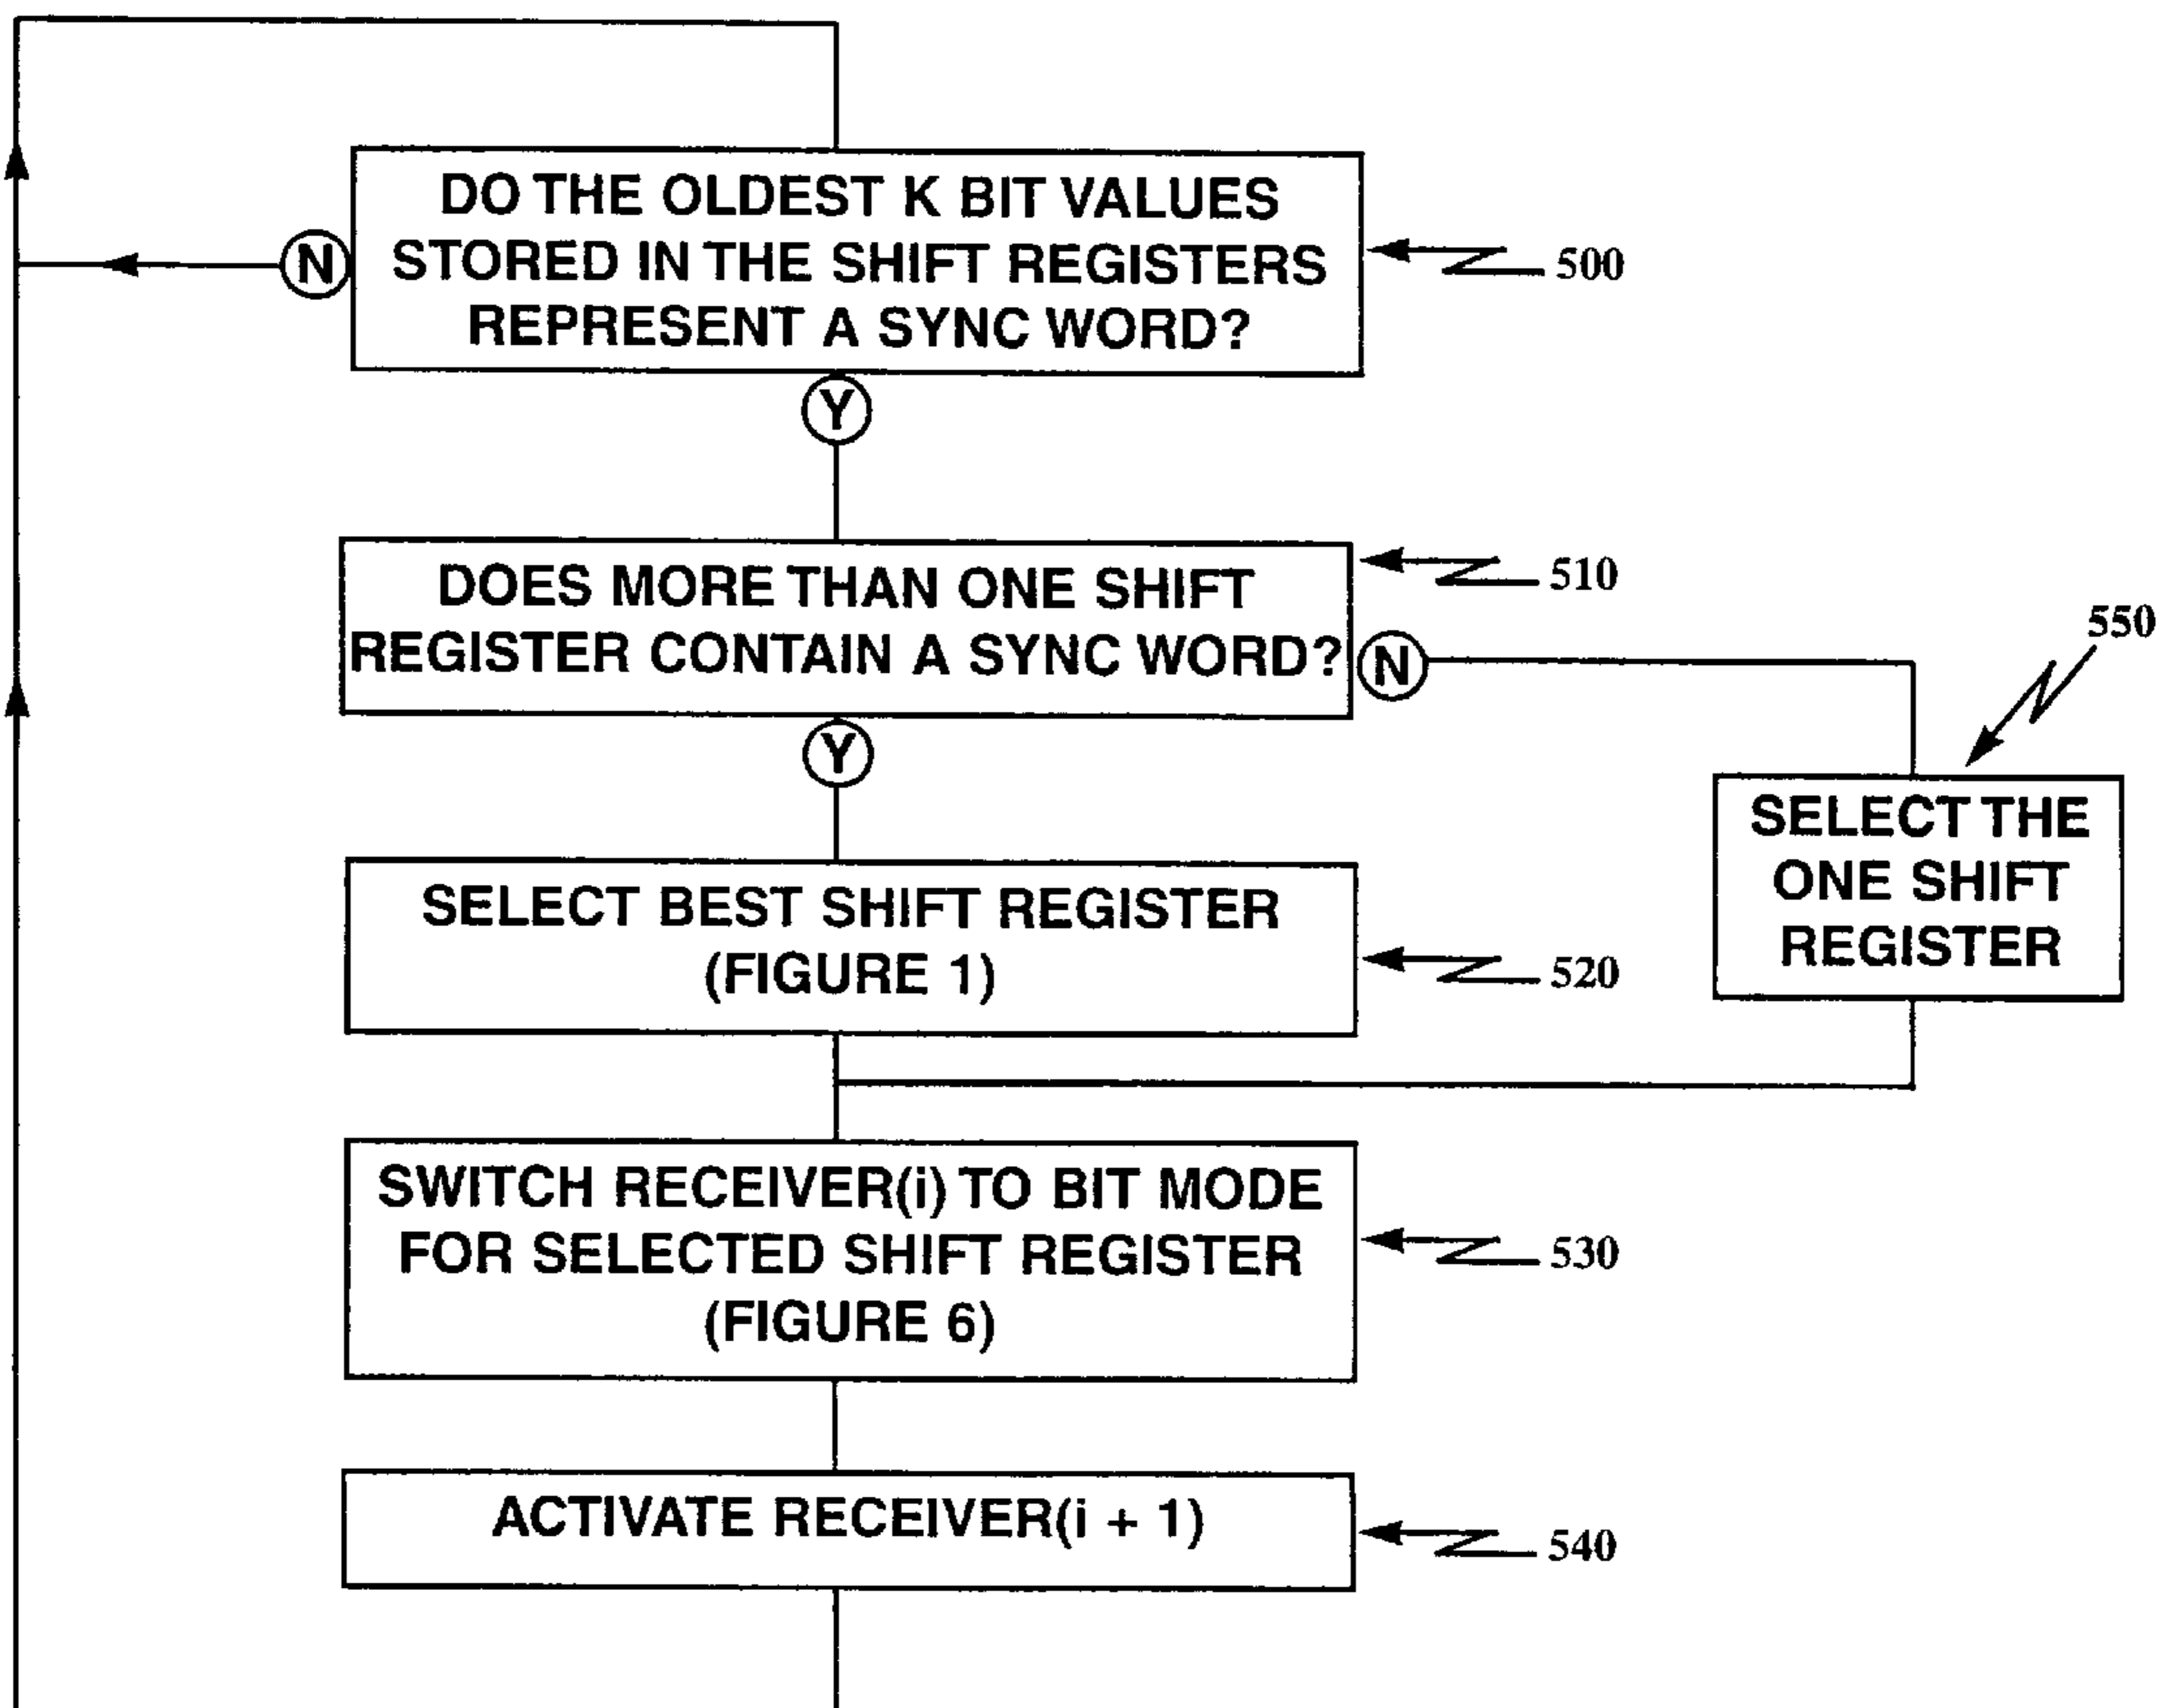 DO THE OLDEST K BIT VALUES
STORED IN THE SHIFT REGISTERS
REPRESENT A SYNC WORD?
N
500
Y
DOES MORE THAN ONE SHIFT
REGISTER CONTAIN A SYNC WORD?
510
N
550
Y
SELECT THE
ONE SHIFT
REGISTER
SELECT BEST SHIFT REGISTER
(FIGURE 1)
520
SWITCH RECEIVER(i) TO BIT MODE
FOR SELECTED SHIFT REGISTER
(FIGURE 6)
530
ACTIVATE RECEIVER(i + 1)
540